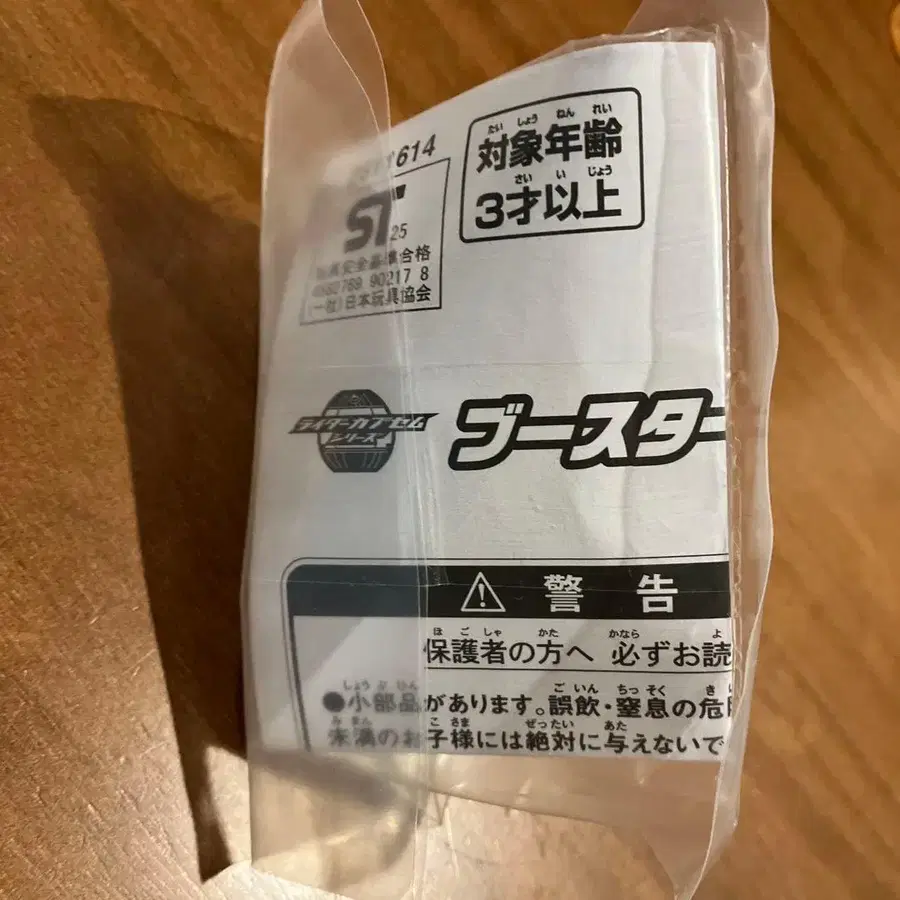 614
対象年齢
たいしょうねんれい
3才以上
さいいじょう
ST
25
玩具安全基準合格
90217 8
(一社)日本玩具協会
ライダーカプセム
シリーズ
ブースター
警告
ほごしゃ かた かなら よ
保護者の方へ 必ずお読
しょうぶひん ごいん ちっそく き
●小部品があります。誤飲・窒息の危
みまん こさま ぜったい あた
未満のお子様には絶対に与えないで